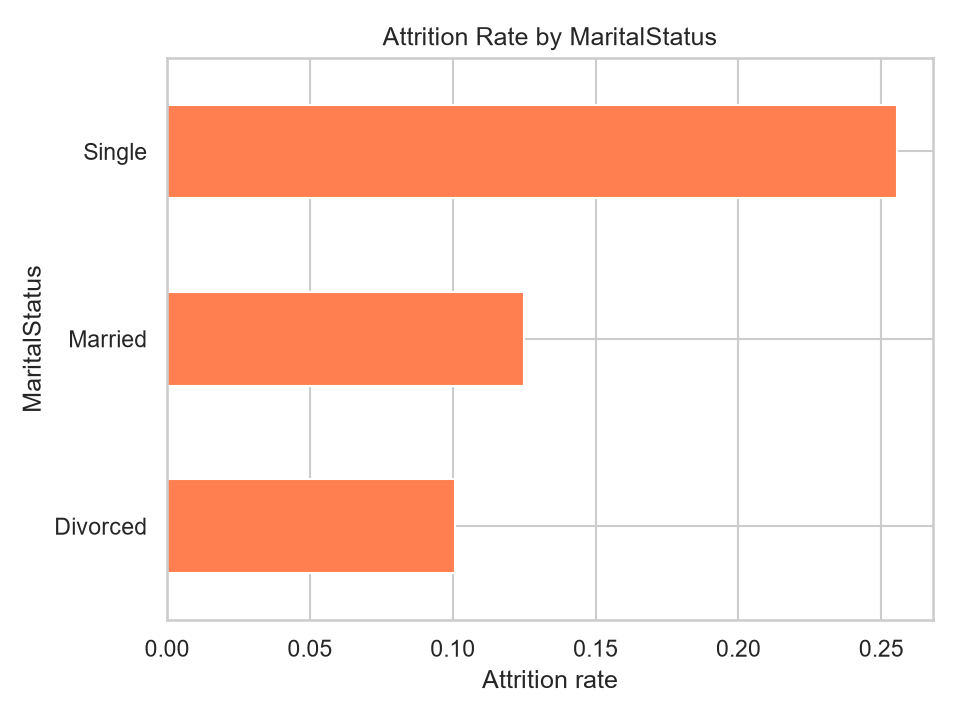 Attrition Rate by MaritalStatus
Single
Married
Divorced
MaritalStatus
0.00 0.05 0.10 0.15 0.20 0.25
Attrition rate